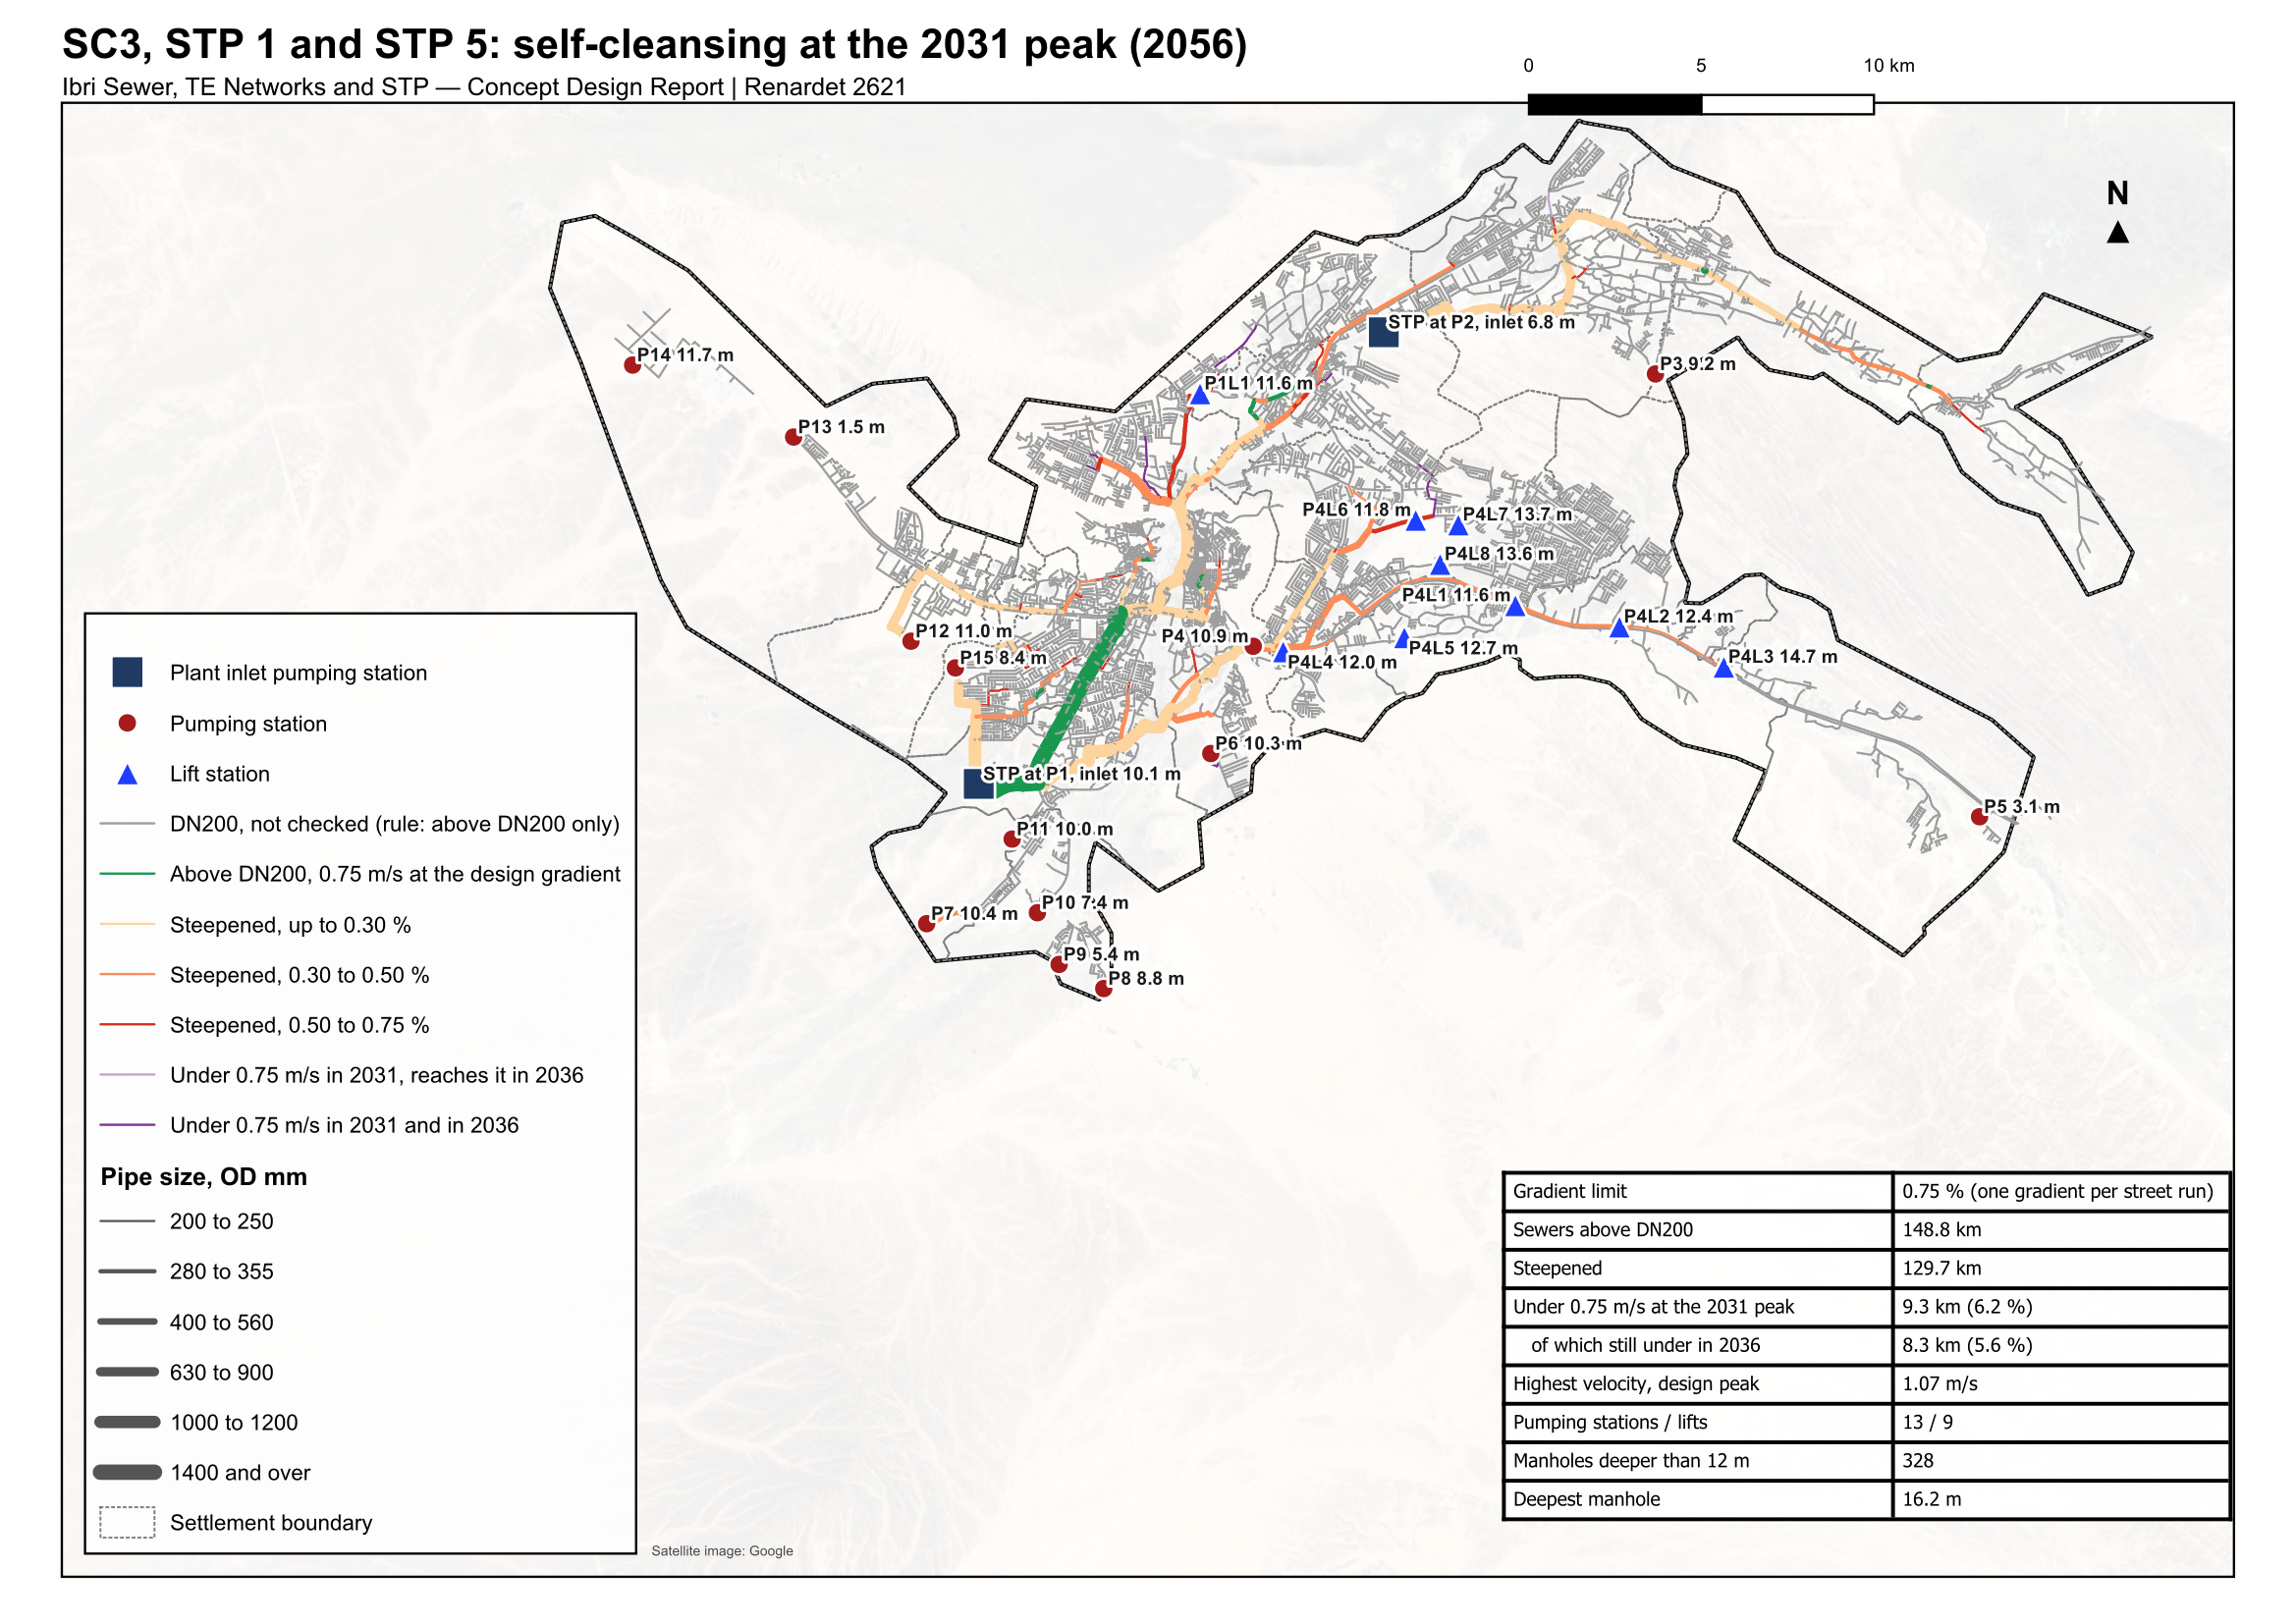 SC3, STP 1 and STP 5: self-cleansing at the 2031 peak (2056)
Ibri Sewer, TE Networks and STP — Concept Design Report | Renardet 2621
0 5 10 km
N
STP at P2, inlet 6.8 m
P14 11.7 m
P3 9.2 m
P1L1 11.6 m
P13 1.5 m
P4L6 11.8 m
P4L7 13.7 m
P4L8 13.6 m
P4L1 11.6 m
P4L2 12.4 m
P12 11.0 m
P4 10.9 m
P4L5 12.7 m
P15 8.4 m
P4L4 12.0 m
P4L3 14.7 m
P6 10.3 m
STP at P1, inlet 10.1 m
P5 3.1 m
P11 10.0 m
P10 7.4 m
P7 10.4 m
P9 5.4 m
P8 8.8 m
Plant inlet pumping station
Pumping station
Lift station
DN200, not checked (rule: above DN200 only)
Above DN200, 0.75 m/s at the design gradient
Steepened, up to 0.30 %
Steepened, 0.30 to 0.50 %
Steepened, 0.50 to 0.75 %
Under 0.75 m/s in 2031, reaches it in 2036
Under 0.75 m/s in 2031 and in 2036
Pipe size, OD mm
200 to 250
280 to 355
400 to 560
630 to 900
1000 to 1200
1400 and over
Settlement boundary
Satellite image: Google
Gradient limit 0.75 % (one gradient per street run)
Sewers above DN200 148.8 km
Steepened 129.7 km
Under 0.75 m/s at the 2031 peak 9.3 km (6.2 %)
of which still under in 2036 8.3 km (5.6 %)
Highest velocity, design peak 1.07 m/s
Pumping stations / lifts 13 / 9
Manholes deeper than 12 m 328
Deepest manhole 16.2 m